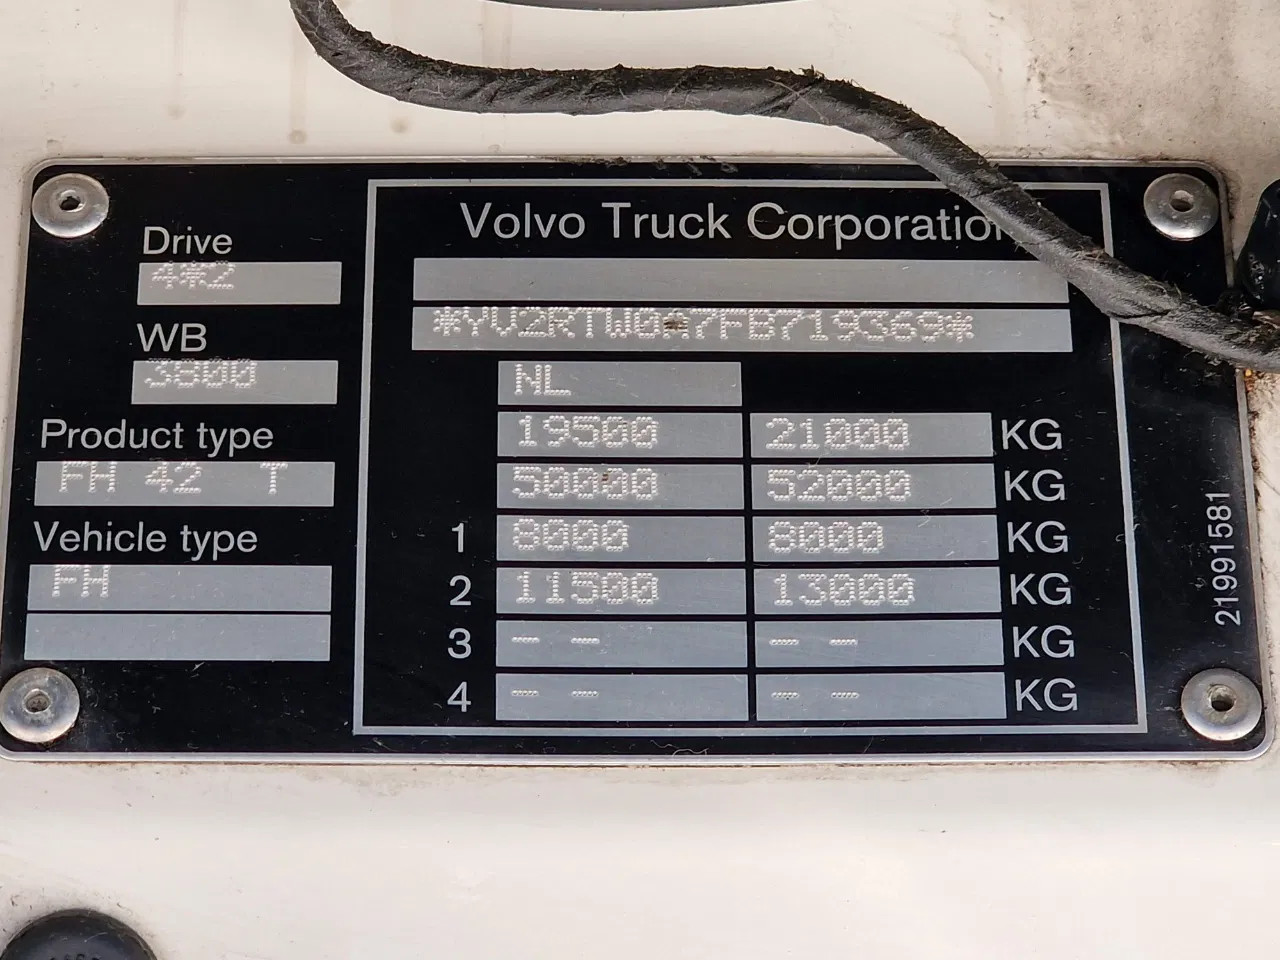 Drive
4*2
WB
3800
Product type
FH 42 T
Vehicle type
FH
Volvo Truck Corporation
*YV2RTW0A7FB719369*
NL
19500 21000 KG
50000 52000 KG
1 8000 8000 KG
2 11500 13000 KG
3 -- -- KG
4 -- -- KG
21991581